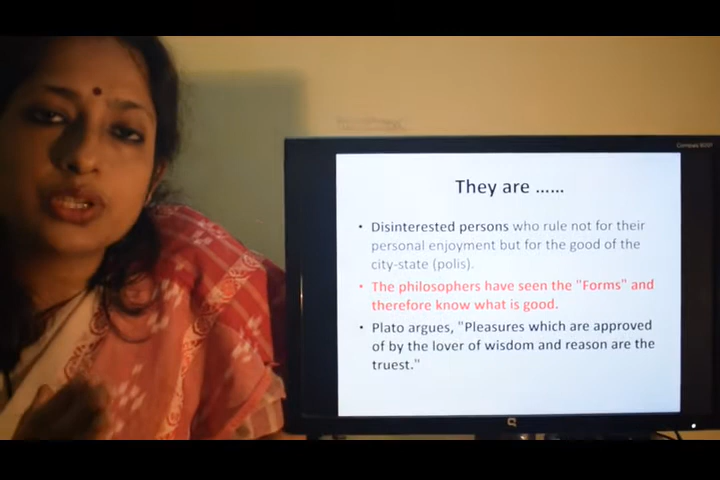 They are ......
• Disinterested persons who rule not for their
personal enjoyment but for the good of the
city-state (polis).
• The philosophers have seen the "Forms" and
therefore know what is good.
• Plato argues, "Pleasures which are approved
of by the lover of wisdom and reason are the
truest."